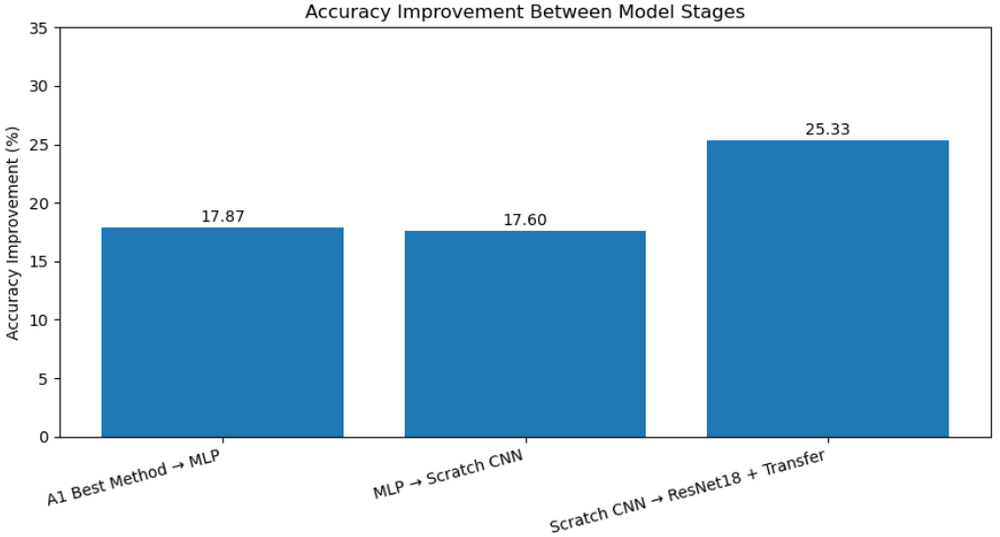 Accuracy Improvement Between Model Stages
Accuracy Improvement (%)
35
30
25
20
15
10
5
0
17.87
17.60
25.33
A1 Best Method → MLP
MLP → Scratch CNN
Scratch CNN → ResNet18 + Transfer